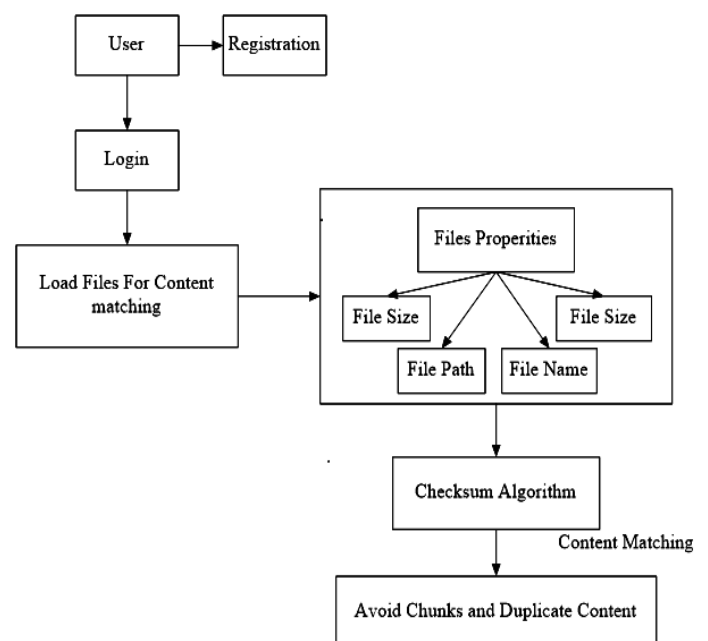 User
Registration
Login
Load Files For Content
matching
Files Properities
File Size
File Size
File Path
File Name
Checksum Algorithm
Content Matching
Avoid Chunks and Duplicate Content